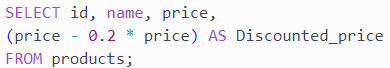 SELECT id, name, price,
(price - 0.2 * price) AS Discounted_price
FROM products;